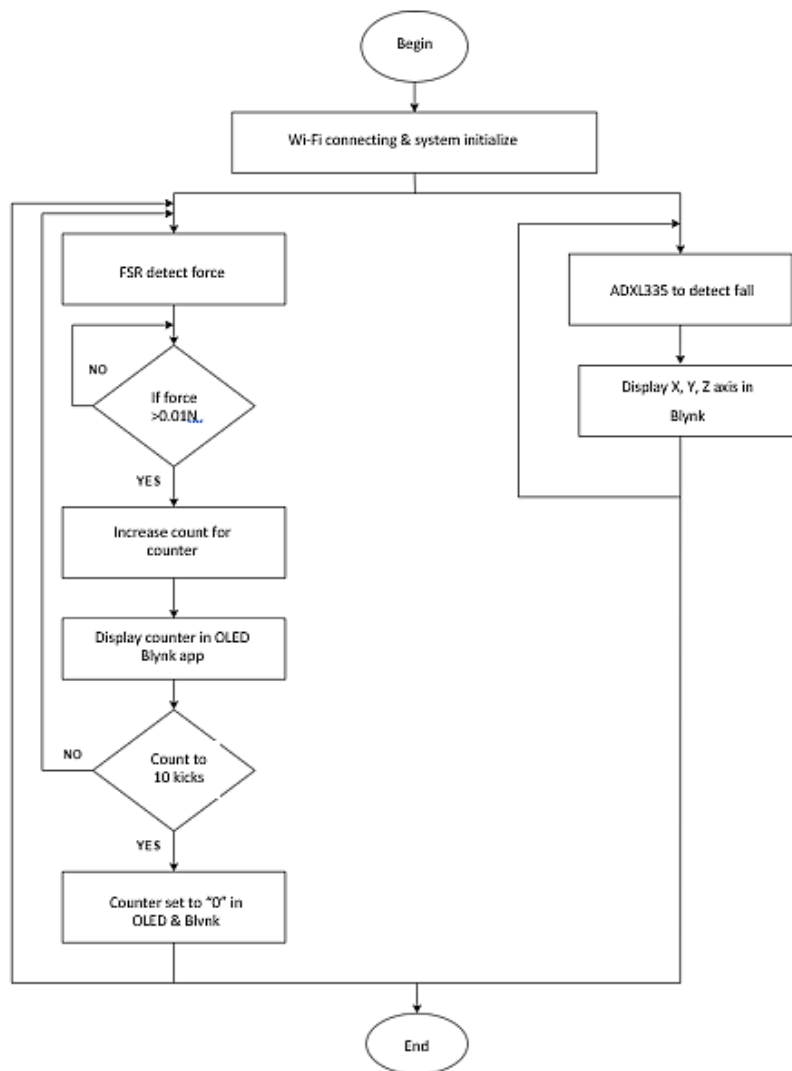 Begin
Wi-Fi connecting & system initialize
FSR detect force
NO
If force
>0.01N
YES
Increase count for
counter
Display counter in OLED
Blynk app
NO
Count to
10 kicks
YES
Counter set to “0” in
OLED & Blynk
ADXL335 to detect fall
Display X, Y, Z axis in
Blynk
End